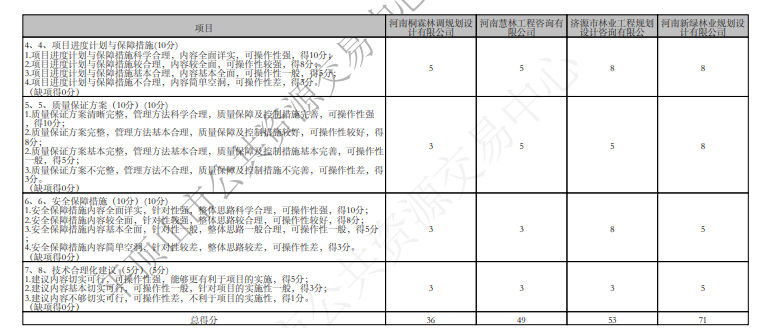 项目 河南桐霖林调规划设计有限公司 河南慧林工程咨询有限公司 济源市林业工程规划设计咨询有限公 河南新绿林业规划设计有限公司
4、4、项目进度计划与保障措施(10分)
1.项目进度计划与保障措施科学合理，内容全面详实，可操作性强，得10分；
2.项目进度计划与保障措施较合理，内容较全面，可操作性较强，得8分；
3.项目进度计划与保障措施基本合理，内容基本全面，可操作性一般，得5分；
4.项目进度计划与保障措施不合理，内容简单空洞，可操作性差，得3分。
（缺项得0分）
5 5 8 8
5、5、质量保证方案（10分）(10分)
1.质量保证方案清晰完整，管理方法科学合理，质量保障及控制措施完善，可操作性强
，得10分；
2.质量保证方案完整，管理方法基本合理，质量保障及控制措施较好，可操作性较好，得
8分；
2.质量保证方案基本完整，管理方法基本合理，质量保障及控制措施基本完善，可操作性
一般，得5分；
3.质量保证方案不完整，管理方法不合理，质量保障及控制措施不完善，可操作性差，得
3分。
（缺项得0分）
3 5 5 8
6、6、安全保障措施（10分）(10分)
1.安全保障措施内容全面详实，针对性强，整体思路科学合理，可操作性强，得10分；
2.安全保障措施内容较全面，针对性较强，整体思路较合理，可操作性较好，得8分；
3.安全保障措施内容基本全面，针对性一般，整体思路一般合理，可操作性一般，得5分
；
4.安全保障措施内容简单空洞，针对性较差，整体思路较差，可操作性差，得3分。
（缺项得0分）
3 3 8 5
7、8、技术合理化建议（5分）(5分)
1.建议内容切实可行，可操作性强，能够更有利于项目的实施，得5分；
2.建议内容基本切实可行，可操作性一般，针对项目的实施性一般，得3分；
3.建议内容不够切实可行，可操作性差，不利于项目的实施性，得1分。
（缺项得0分）
3 3 3 5
总得分 36 49 53 71
顶山市公共资源交易中心
市公共资源交易中心